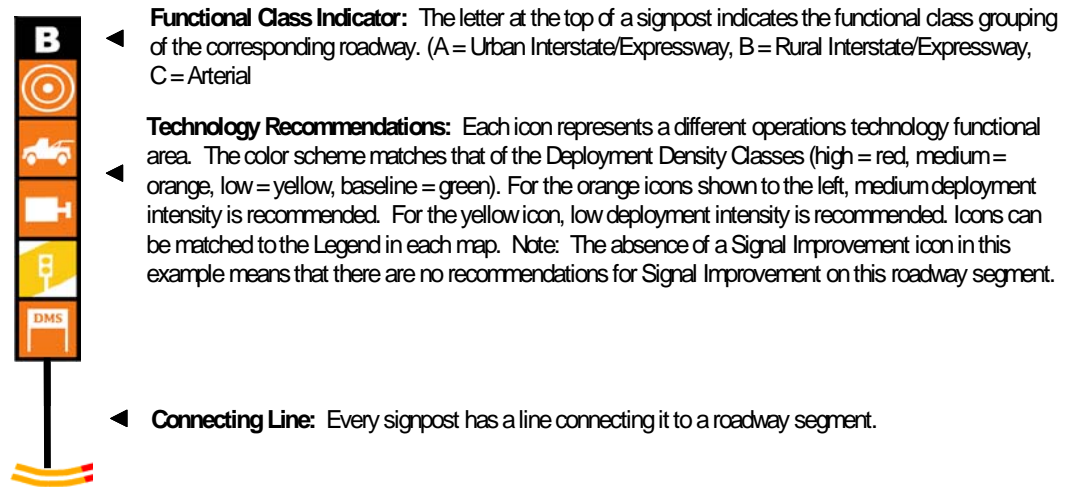 B
Functional Class Indicator: The letter at the top of a signpost indicates the functional class grouping
of the corresponding roadway. (A = Urban Interstate/Expressway, B = Rural Interstate/Expressway,
C = Arterial
Technology Recommendations: Each icon represents a different operations technology functional
area. The color scheme matches that of the Deployment Density Classes (high = red, medium =
orange, low = yellow, baseline = green). For the orange icons shown to the left, medium deployment
intensity is recommended. For the yellow icon, low deployment intensity is recommended. Icons can
be matched to the Legend in each map. Note: The absence of a Signal Improvement icon in this
example means that there are no recommendations for Signal Improvement on this roadway segment.
DMS
Connecting Line: Every signpost has a line connecting it to a roadway segment.